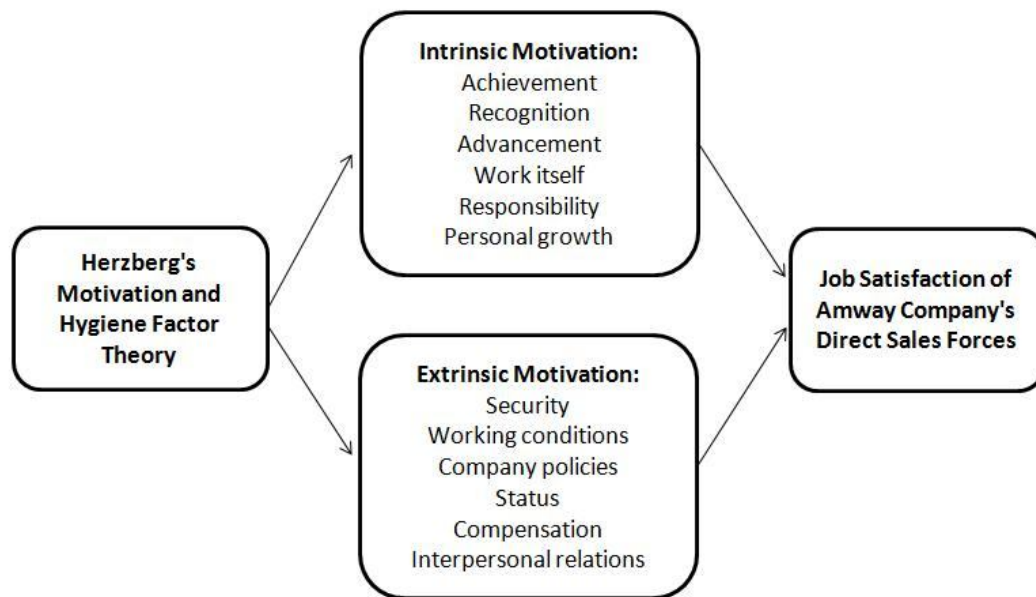 Intrinsic Motivation:
Achievement
Recognition
Advancement
Work itself
Responsibility
Personal growth
Herzberg's
Motivation and
Hygiene Factor
Theory
Job Satisfaction of
Amway Company's
Direct Sales Forces
Extrinsic Motivation:
Security
Working conditions
Company policies
Status
Compensation
Interpersonal relations